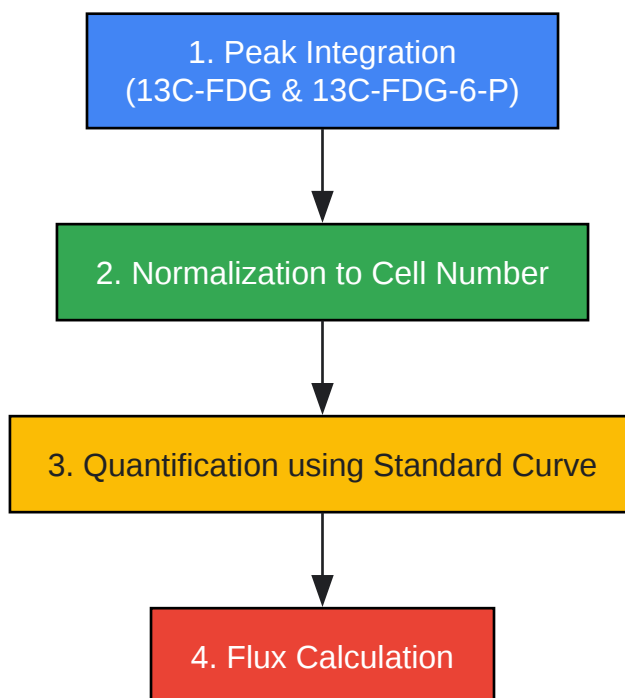 1. Peak Integration
(13C-FDG & 13C-FDG-6-P)
2. Normalization to Cell Number
3. Quantification using Standard Curve
4. Flux Calculation